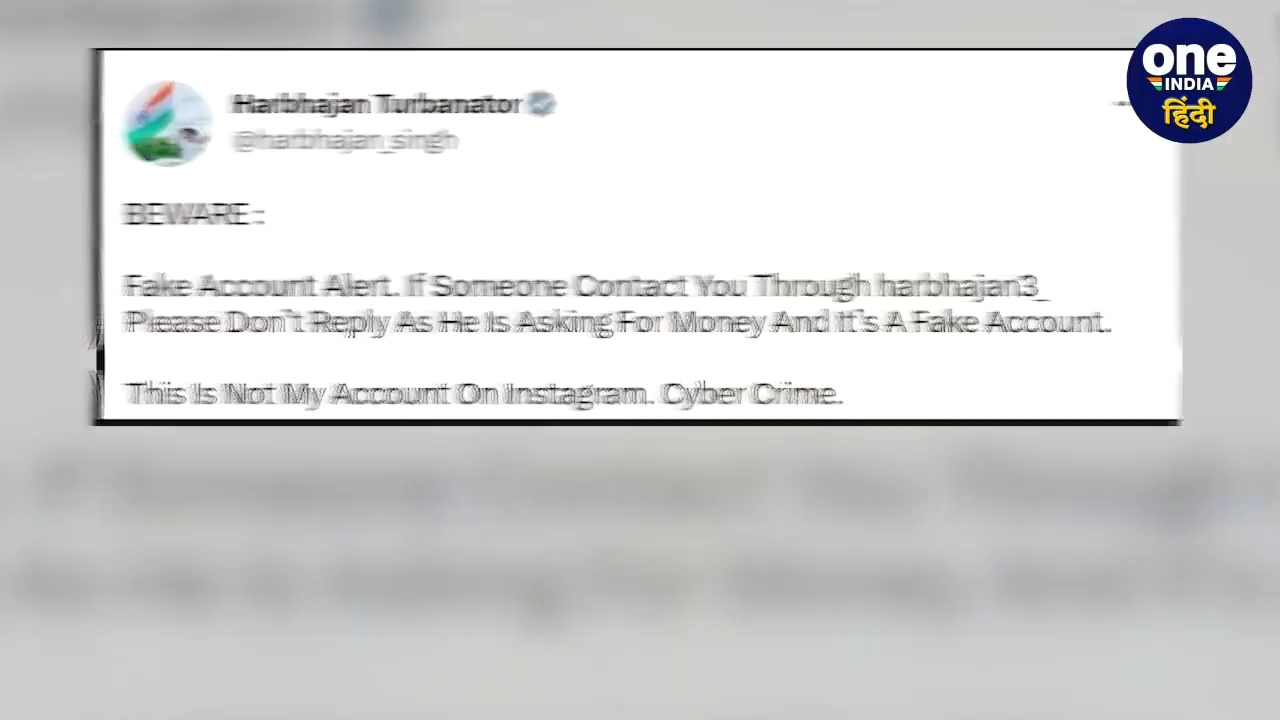 one
INDIA
हिंदी
Harbhajan Turbanator
@harbhajan_singh
BEWARE :
Fake Account Alert. If Someone Contact You Through harbhajan3_
Please Don`t Reply As He Is Asking For Money And It's A Fake Account.
This Is Not My Account On Instagram. Cyber Crime.